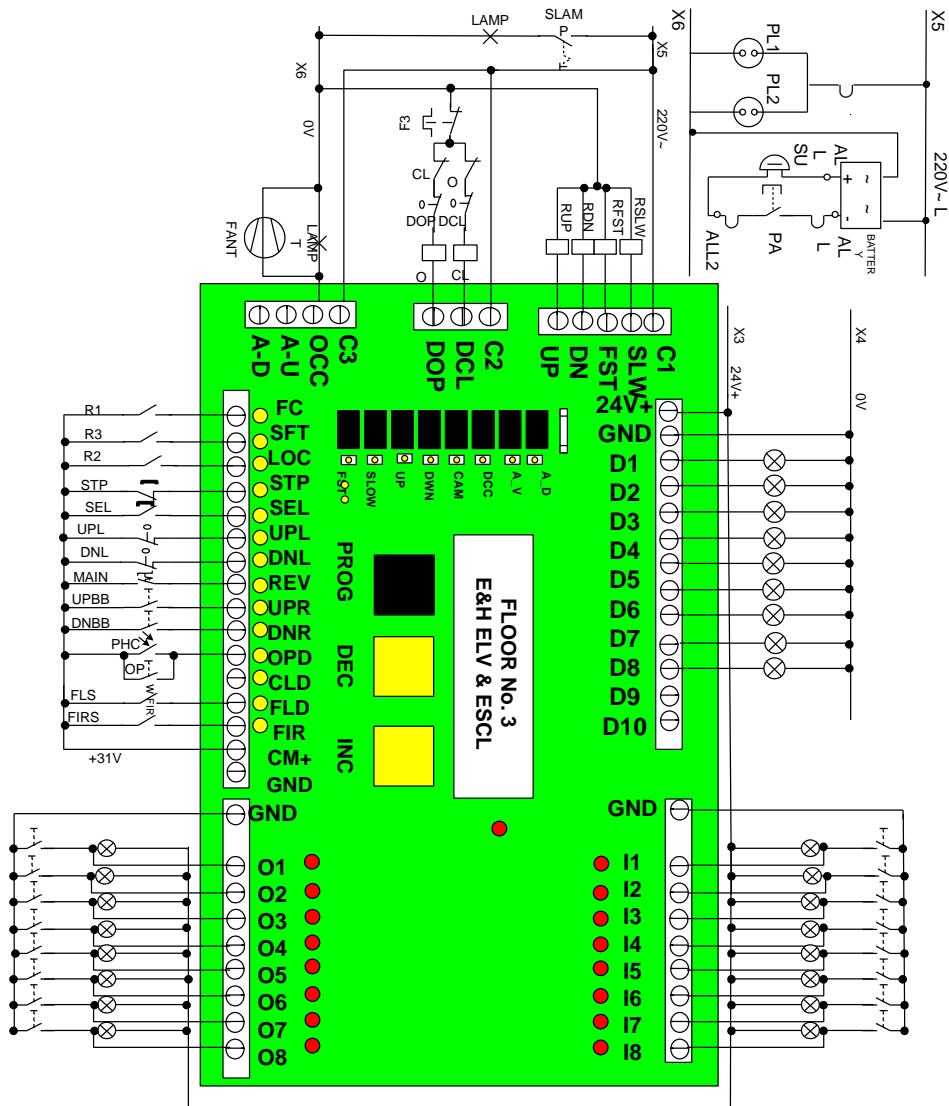 LAMP
SLAM
P
X5
X6
0V
220V~
F3
CL
O
DOP
DCL
O
CL
RUP
RDN
RFST
RSLW
FANT
LAMP
T
X6
X5
PL1
PL2
220V~ L
SU
L
AL
+
~
-
~
BATTER
Y
PA
L
AL
ALL2
X3
24V+
X4
0V
A-D
A-U
OCC
C3
DOP
DCL
C2
UP
DN
FST
SLW
C1
R1
R3
R2
STP
SEL
UPL
DNL
MAIN
UPBB
DNBB
PHC
OP
FLS
W
FIR
FIRS
+31V
FC
SFT
LOC
STP
SEL
UPL
DNL
REV
UPR
DNR
OPD
CLD
FLD
FIR
CM+
GND
FST
SLOW
UP
DWN
CAM
DCC
A_V
A_D
PROG
DEC
INC
FLOOR No. 3
E&H ELV & ESCL
24V+
GND
D1
D2
D3
D4
D5
D6
D7
D8
D9
D10
GND
O1
O2
O3
O4
O5
O6
O7
O8
GND
I1
I2
I3
I4
I5
I6
I7
I8